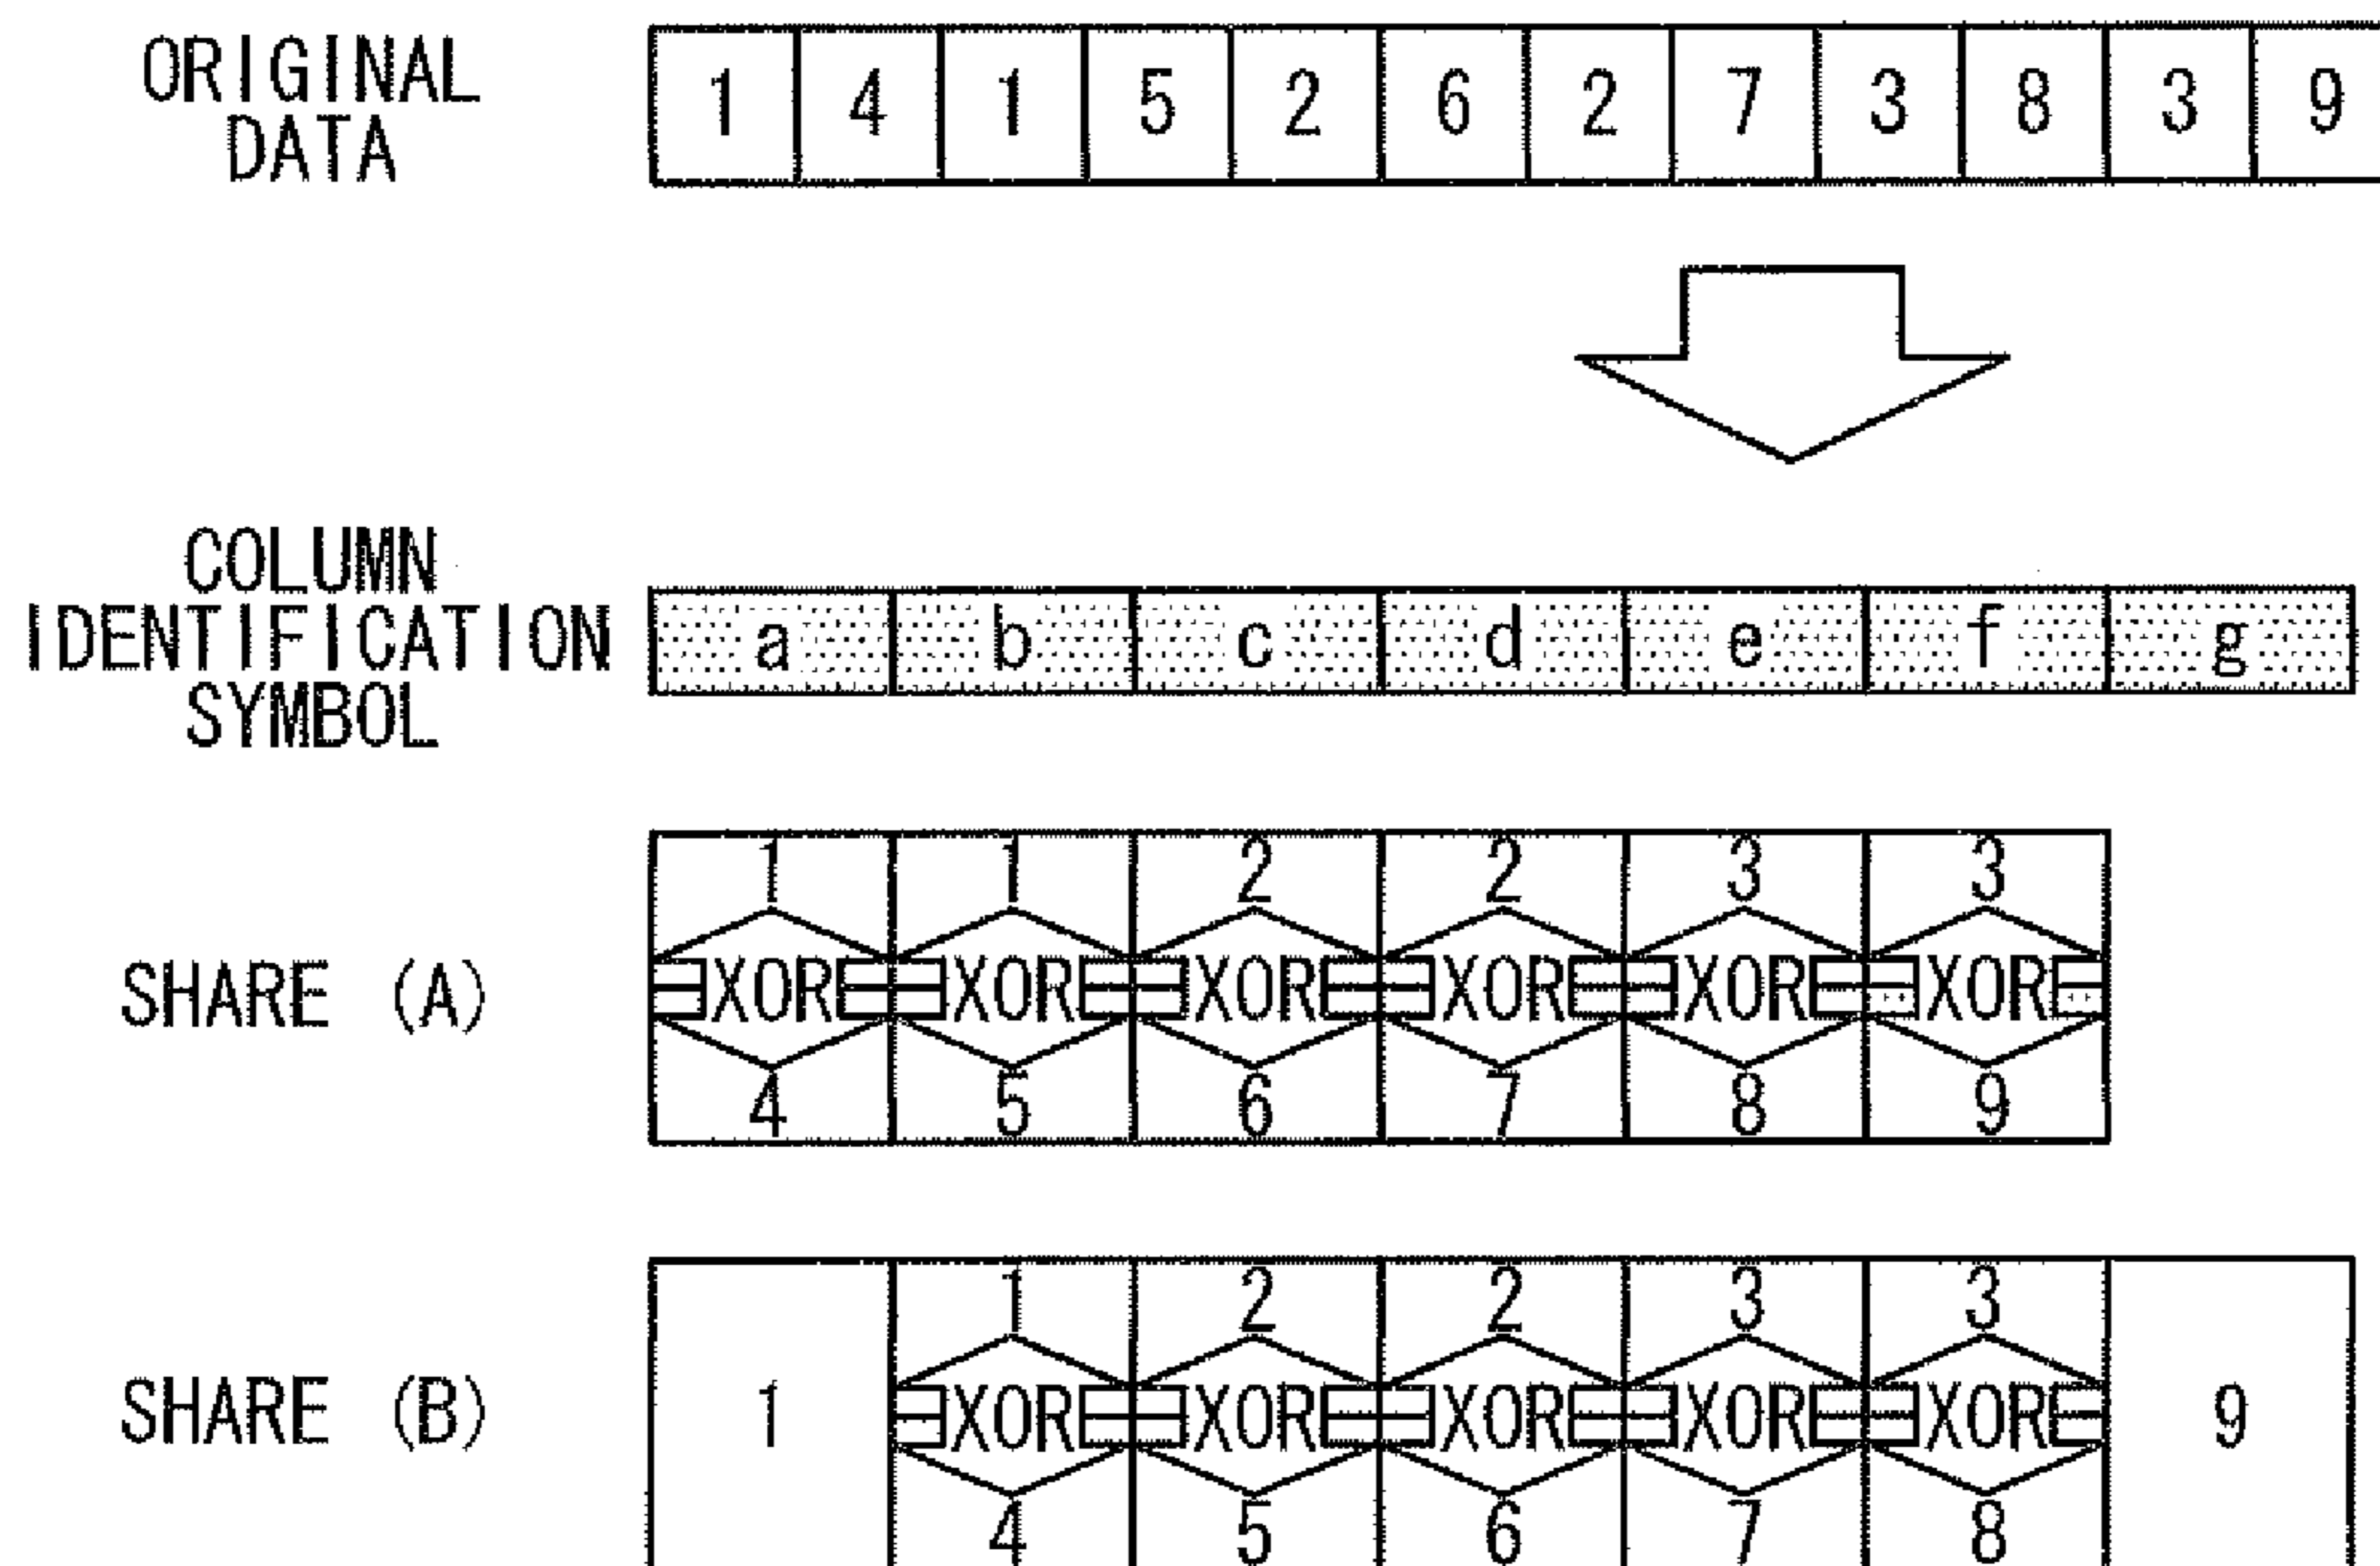 ORIGINAL
DATA
1 4 1 5 2 6 2 7 3 8 3 9
COLUMN
IDENTIFICATION
SYMBOL
a b c d e f g
1 1 2 2 3 3
SHARE (A) XOR XOR XOR XOR XOR XOR
4 5 6 7 8 9
1 2 2 3 3
SHARE (B) 1 XOR XOR XOR XOR XOR 9
4 5 6 7 8